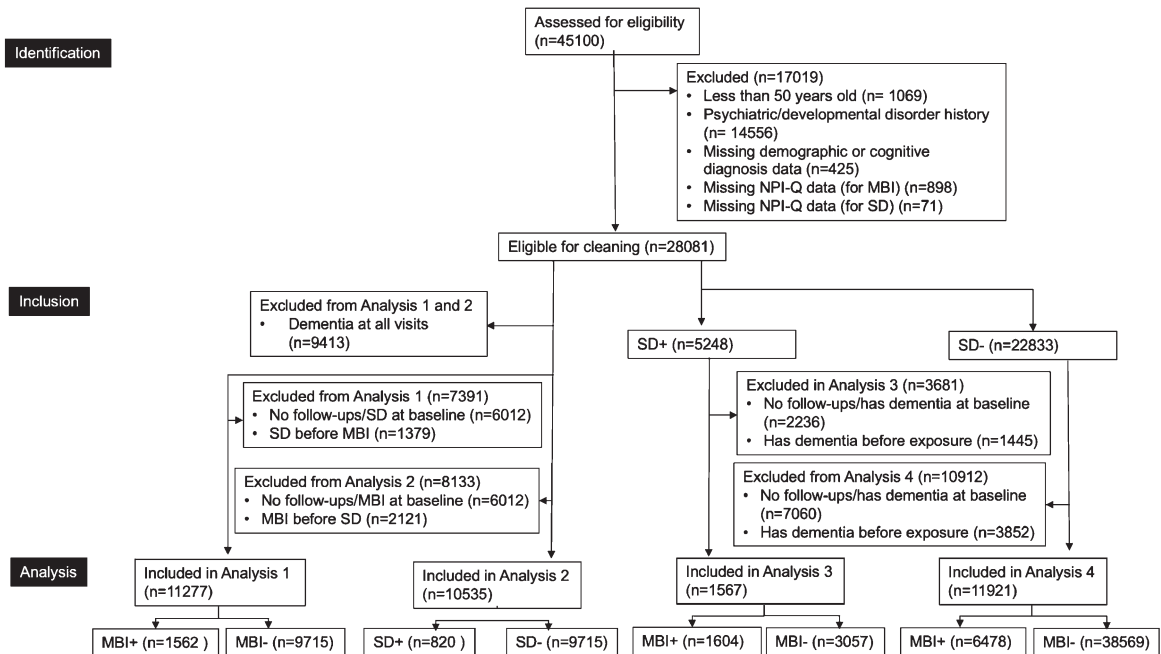 Assessed for eligibility
(n=45100)
Identification
Excluded (n=17019)
• Less than 50 years old (n= 1069)
• Psychiatric/developmental disorder history
(n= 14556)
• Missing demographic or cognitive
diagnosis data (n=425)
• Missing NPI-Q data (for MBI) (n=898)
• Missing NPI-Q data (for SD) (n=71)
Eligible for cleaning (n=28081)
Inclusion
Excluded from Analysis 1 and 2
• Dementia at all visits
(n=9413)
SD+ (n=5248)
SD- (n=22833)
Excluded from Analysis 1 (n=7391)
• No follow-ups/SD at baseline (n=6012)
• SD before MBI (n=1379)
Excluded in Analysis 3 (n=3681)
• No follow-ups/has dementia at baseline
(n=2236)
• Has dementia before exposure (n=1445)
Excluded from Analysis 2 (n=8133)
• No follow-ups/MBI at baseline (n=6012)
• MBI before SD (n=2121)
Excluded from Analysis 4 (n=10912)
• No follow-ups/has dementia at baseline
(n=7060)
• Has dementia before exposure (n=3852)
Analysis
Included in Analysis 1
(n=11277)
Included in Analysis 2
(n=10535)
Included in Analysis 3
(n=1567)
Included in Analysis 4
(n=11921)
MBI+ (n=1562 )
MBI- (n=9715)
SD+ (n=820 )
SD- (n=9715)
MBI+ (n=1604)
MBI- (n=3057)
MBI+ (n=6478)
MBI- (n=38569)